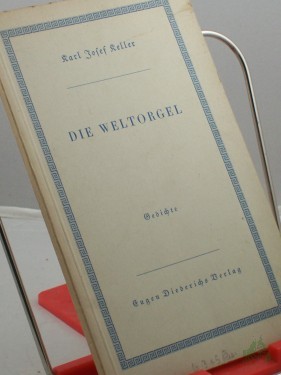 Karl Josef Keller
DIE WELTORGEL
Gedichte
Eugen Diederichs Verlag